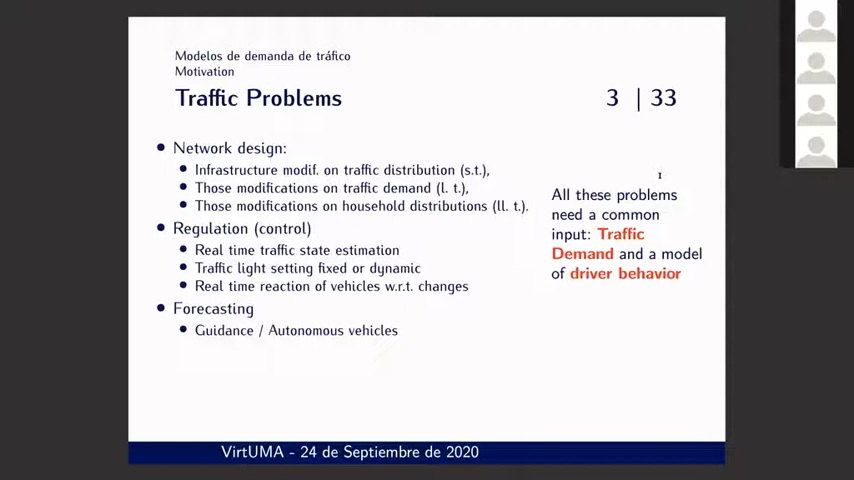 Modelos de demanda de tráfico
Motivation
Traffic Problems
3 | 33
• Network design:
• Infrastructure modif. on traffic distribution (s.t.),
• Those modifications on traffic demand (l. t.),
• Those modifications on household distributions (ll. t.).
• Regulation (control)
• Real time traffic state estimation
• Traffic light setting fixed or dynamic
• Real time reaction of vehicles w.r.t. changes
• Forecasting
• Guidance / Autonomous vehicles
All these problems
need a common
input: Traffic
Demand and a model
of driver behavior
VirtUMA - 24 de Septiembre de 2020